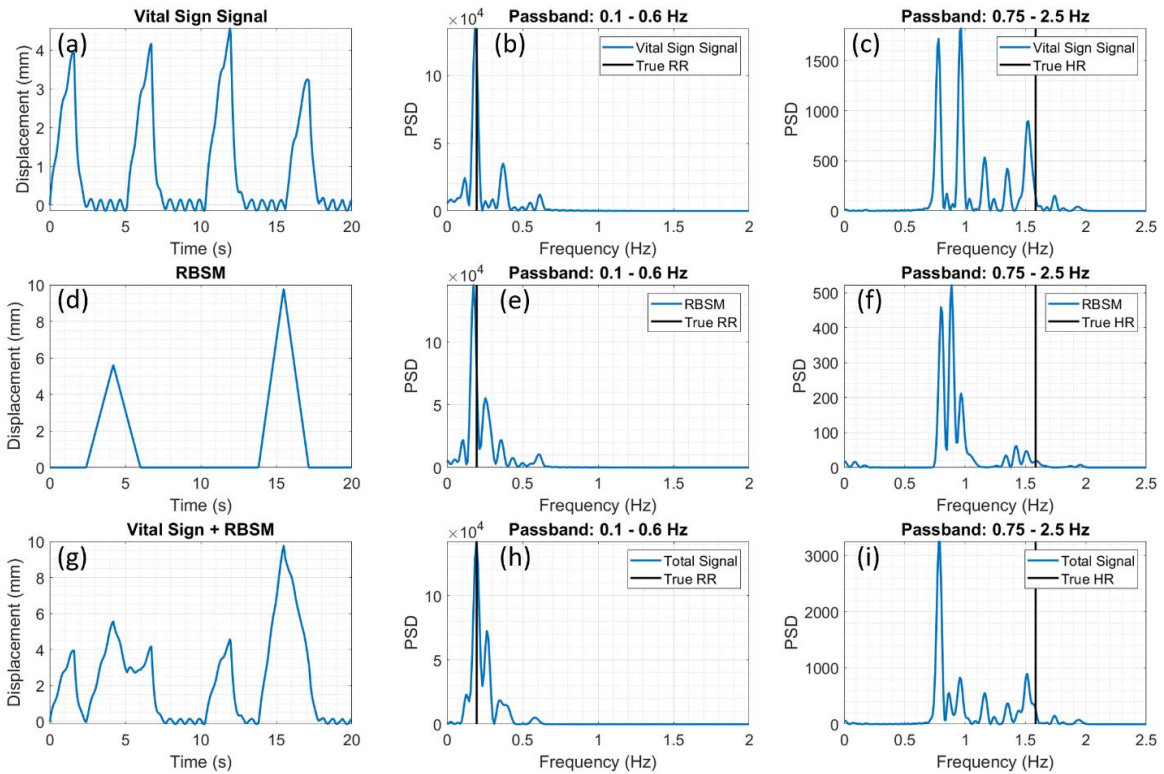 Vital Sign Signal
(a)
Displacement (mm)
4
3
2
1
0
0 5 10 15 20
Time (s)
×10⁴
Passband: 0.1 - 0.6 Hz
(b)
Vital Sign Signal
True RR
PSD
10
5
0
0 0.5 1 1.5 2
Frequency (Hz)
Passband: 0.75 - 2.5 Hz
(c)
Vital Sign Signal
True HR
PSD
1500
1000
500
0
0 0.5 1 1.5 2 2.5
Frequency (Hz)
RBSM
(d)
Displacement (mm)
10
8
6
4
2
0
0 5 10 15 20
Time (s)
×10⁴
Passband: 0.1 - 0.6 Hz
(e)
RBSM
True RR
PSD
10
5
0
0 0.5 1 1.5 2
Frequency (Hz)
Passband: 0.75 - 2.5 Hz
(f)
RBSM
True HR
PSD
500
400
300
200
100
0
0 0.5 1 1.5 2 2.5
Frequency (Hz)
Vital Sign + RBSM
(g)
Displacement (mm)
10
8
6
4
2
0
0 5 10 15 20
Time (s)
×10⁴
Passband: 0.1 - 0.6 Hz
(h)
Total Signal
True RR
PSD
10
5
0
0 0.5 1 1.5 2
Frequency (Hz)
Passband: 0.75 - 2.5 Hz
(i)
Total Signal
True HR
PSD
3000
2000
1000
0
0 0.5 1 1.5 2 2.5
Frequency (Hz)